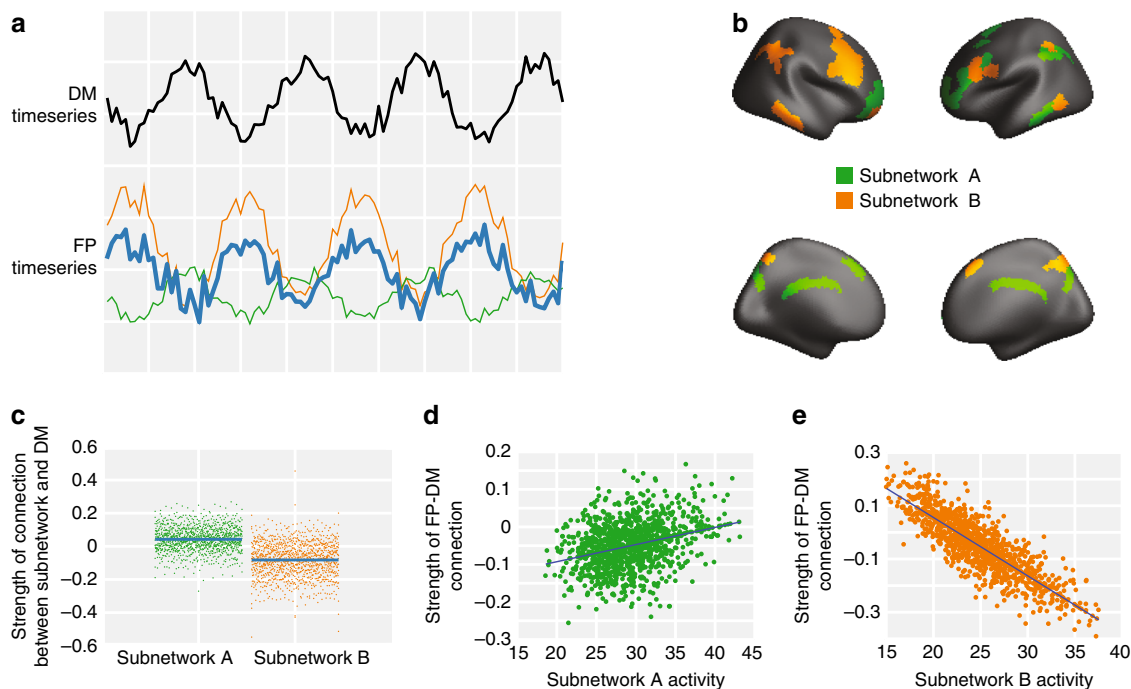 a
DM
timeseries
FP
timeseries
b
Subnetwork A
Subnetwork B
c
Strength of connection
between subnetwork and DM
0.6
0.4
0.2
0
−0.2
−0.4
−0.6
Subnetwork A
Subnetwork B
d
Strength of FP-DM
connection
0.2
0.1
0
−0.1
−0.2
−0.3
15 20 25 30 35 40 45
Subnetwork A activity
e
Strength of FP-DM
connection
0.3
0.1
−0.1
−0.3
15 20 25 30 35 40
Subnetwork B activity